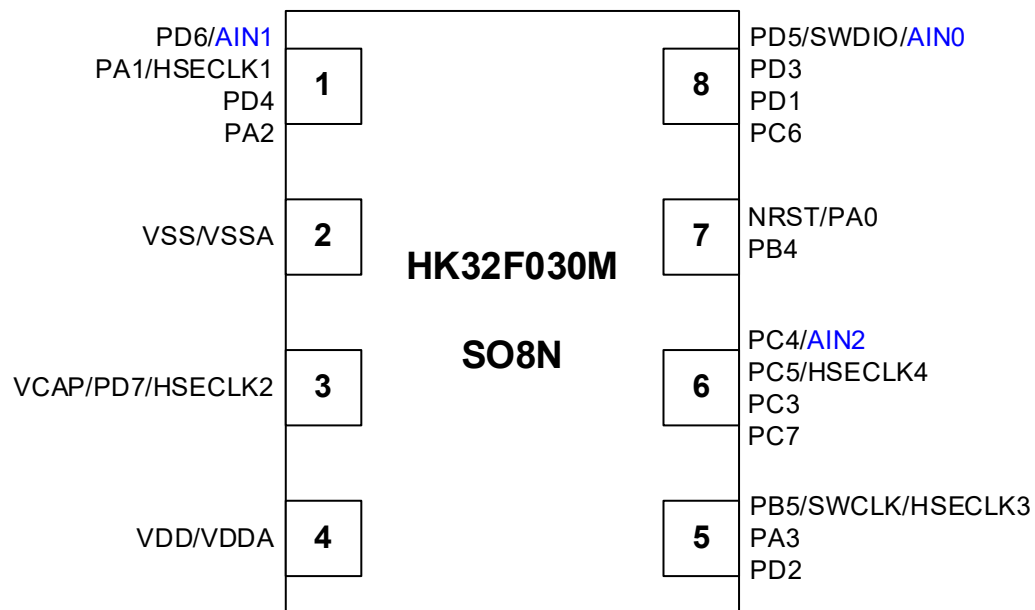 PD6/AIN1
PA1/HSECLK1
PD4
PA2
1
VSS/VSSA
2
VCAP/PD7/HSECLK2
3
VDD/VDDA
4
HK32F030M
SO8N
8
PD5/SWDIO/AIN0
PD3
PD1
PC6
7
NRST/PA0
PB4
6
PC4/AIN2
PC5/HSECLK4
PC3
PC7
5
PB5/SWCLK/HSECLK3
PA3
PD2